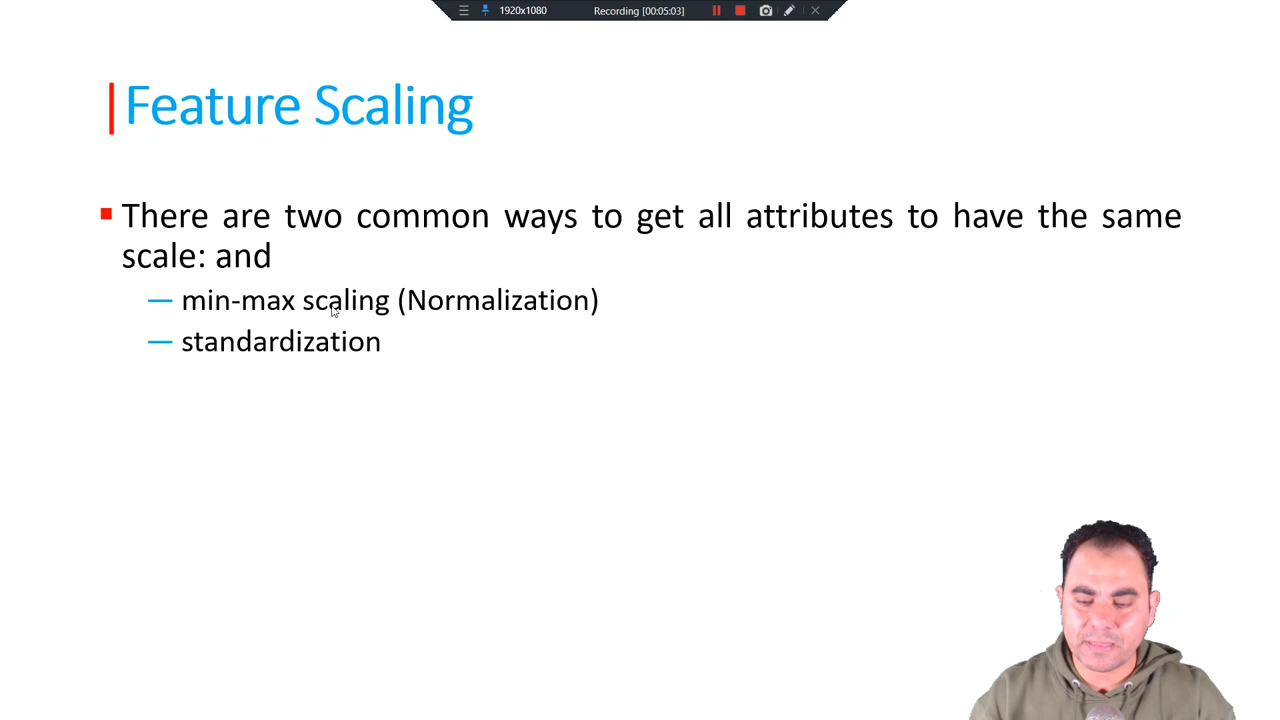 1920x1080 Recording [00:05:03]
Feature Scaling
There are two common ways to get all attributes to have the same
scale: and
— min-max scaling (Normalization)
— standardization